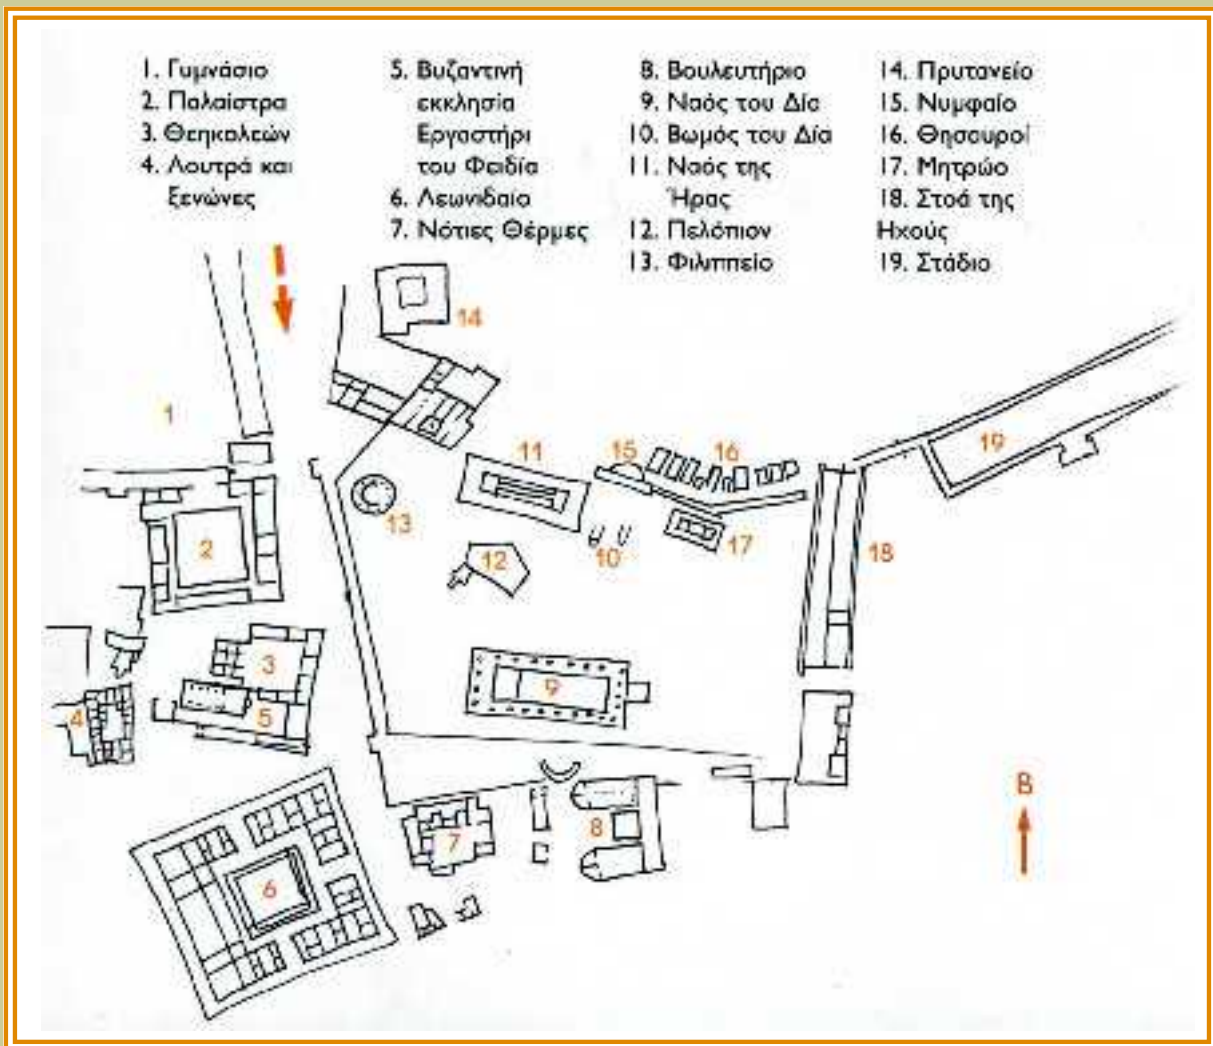 1. Γυμνάσιο
2. Παλαίστρα
3. Θεηκολεών
4. Λουτρά και
ξενώνες
5. Βυζαντινή
εκκλησία
Εργαστήρι
του Φειδία
6. Λεωνιδαίο
7. Νότιες Θέρμες
8. Βουλευτήριο
9. Ναός του Δία
10. Βωμός του Δία
11. Ναός της
Ήρας
12. Πελόπιον
13. Φιλιππείο
14. Πρυτανείο
15. Νυμφαίο
16. Θησαυροί
17. Μητρώο
18. Στοά της
Ηχούς
19. Στάδιο
14
1
11
15
16
19
13
2
12
10
17
18
3
9
4
5
8
7
6
Β